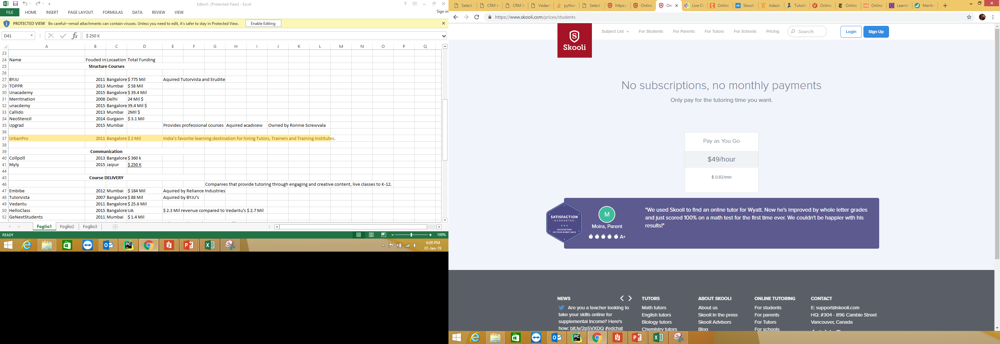 Edtech [Protected View] - Excel
Sign in
FILE HOME INSERT PAGE LAYOUT FORMULAS DATA REVIEW VIEW
PROTECTED VIEW Be careful—email attachments can contain viruses. Unless you need to edit, it's safer to stay in Protected View. Enable Editing
D41 fx $ 250 K
A B C D E F G H I J K L M N O P Q
23
24 Name Fouded in Locaation Total Funding
25 Structure Courses
26
27 BYJU 2011 Bangalore $ 775 Mil Aquired Tutorvista and Erudite
29 TOPPR 2013 Mumbai $ 58 Mil
30 Unacademy 2015 Bangalore $ 39.4 Mil
31 Merritnation 2008 Delhi 24 Mil $
32 unacdemy 2015 Bangalore 39.4 Mil $
33 Callido 2013 Mumbai 2MIl $
34 NeoStencil 2014 Gurgaon $ 3.1 Mil
35 Upgrad 2015 Mumbai Provides professional courses Aquired acadview Owned by Ronnie Screwvala
36
37 UrbanPro 2011 Bangalore $ 2 Mil India's favorite learning destination for hiring Tutors, Trainers and Training Institutes.
38
39 Communication
40 Collpoll 2013 Bangalore $ 360 k
41 Myly 2015 Jaipur $ 250 K
44
45 Course DELIVERY
46 Companies that provide tutoring through engaging and creative content, live classes to K-12.
47 Embibe 2012 Mumbai $ 184 Mil Aquired by Reliance Industries
48 Tutorvista 2007 Bangalore $ 88 Mil Aquired by BYJU's
49 Vedantu 2011 Bangalore $ 25.6 Mil
50 HelloClass 2015 Bangalore UA $ 2.3 Mil revenue compared to Vedantu's $ 2.7 Mil
52 GeNextStudents 2011 Mumbai $ 1.4 Mil
Foglio1 Foglio2 Foglio3
READY 100%
6:00 PM
01-Jan-19
Select CRM In CRM In Vedan python Select https:/ Online Onl Live On Online Skooli Adaob TutorM Online Online Online Learnin Meritn
https://www.skooli.com/prices/students
Skooli
Subject List For Students For Parents For Tutors For Schools Pricing Search Login Sign Up
No subscriptions, no monthly payments
Only pay for the tutoring time you want.
Pay as You Go
$49/hour
$ 0.82/min
SATISFACTION
- GUARANTEE -
SATISFACTION
OR YOUR MONEY BACK
M
Moira, Parent
A+
"We used Skooli to find an online tutor for Wyatt. Now he's improved by whole letter grades
and just scored 100% on a math test for the first time ever. We couldn't be happier with his
results!"
NEWS
Are you a teacher looking to
take your skills online for
supplemental income? Here's
how: bit.ly/2p5VXDQ #edchat
TUTORS
Math tutors
English tutors
Biology tutors
Chemistry tutors
ABOUT SKOOLI
About us
Skooli in the press
Skooli Advisors
Blog
ONLINE TUTORING
For students
For parents
For Tutors
For schools
CONTACT
E: support@skooli.com
HQ: #304 - 896 Cambie Street
Vancouver, Canada